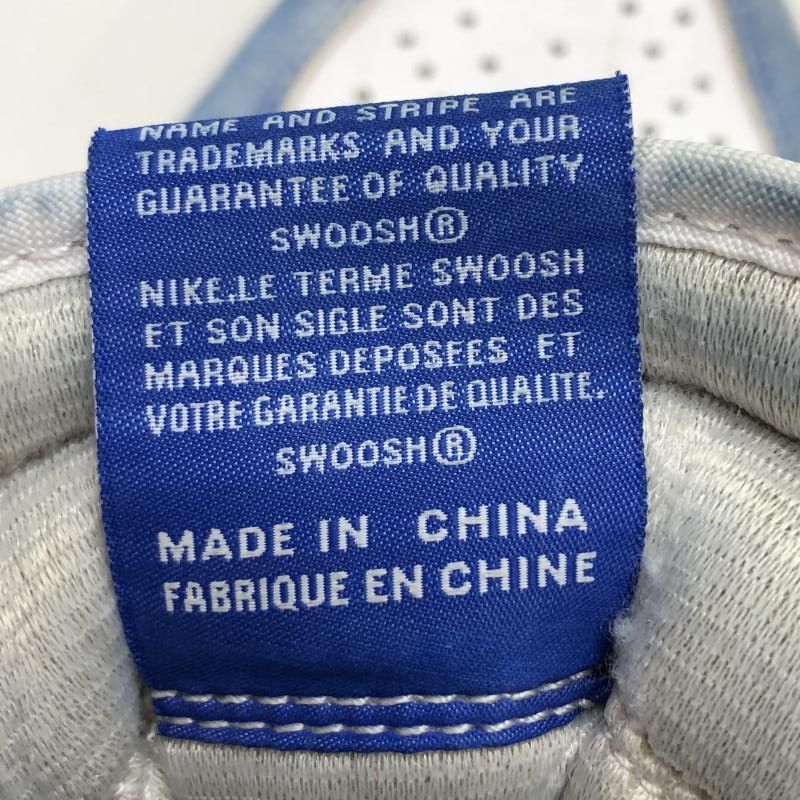 NAME AND STRIPE ARE
TRADEMARKS AND YOUR
GUARANTEE OF QUALITY
SWOOSH®
NIKE.LE TERME SWOOSH
ET SON SIGLE SONT DES
MARQUES DEPOSEES ET
VOTRE GARANTIE DE QUALITE.
SWOOSH®
MADE IN CHINA
FABRIQUE EN CHINE